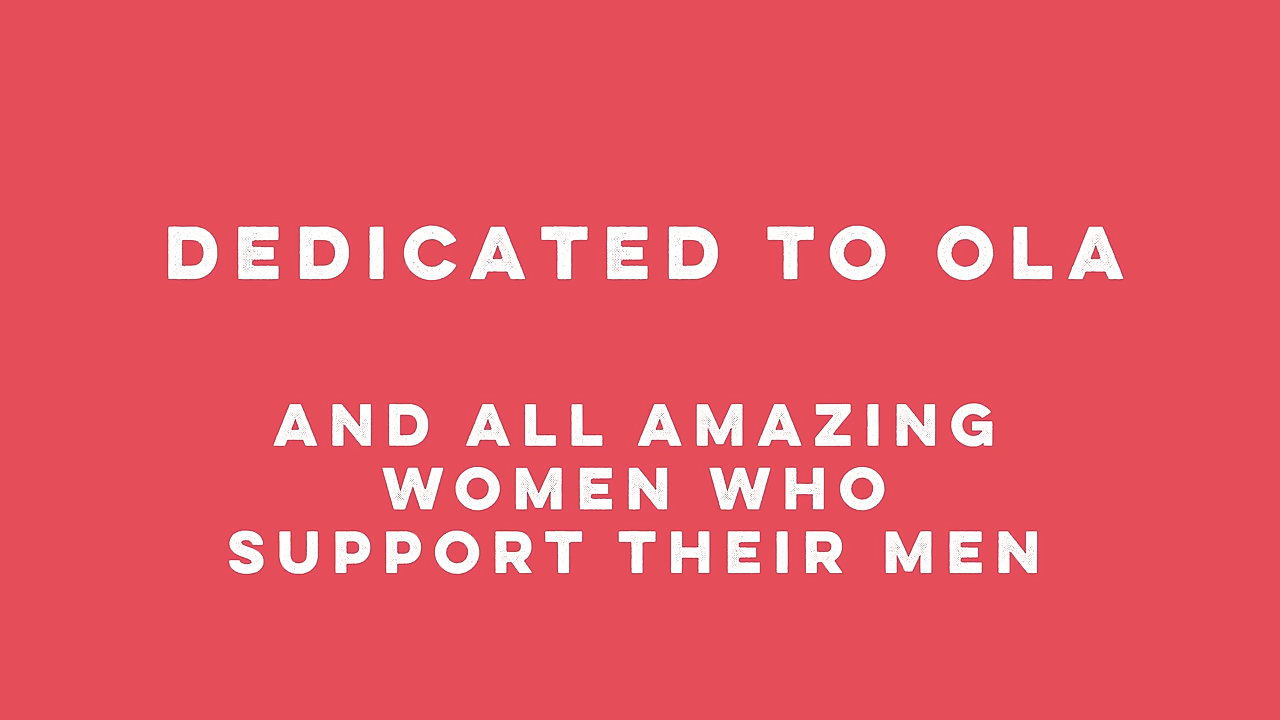 DEDICATED TO OLA
AND ALL AMAZING
WOMEN WHO
SUPPORT THEIR MEN